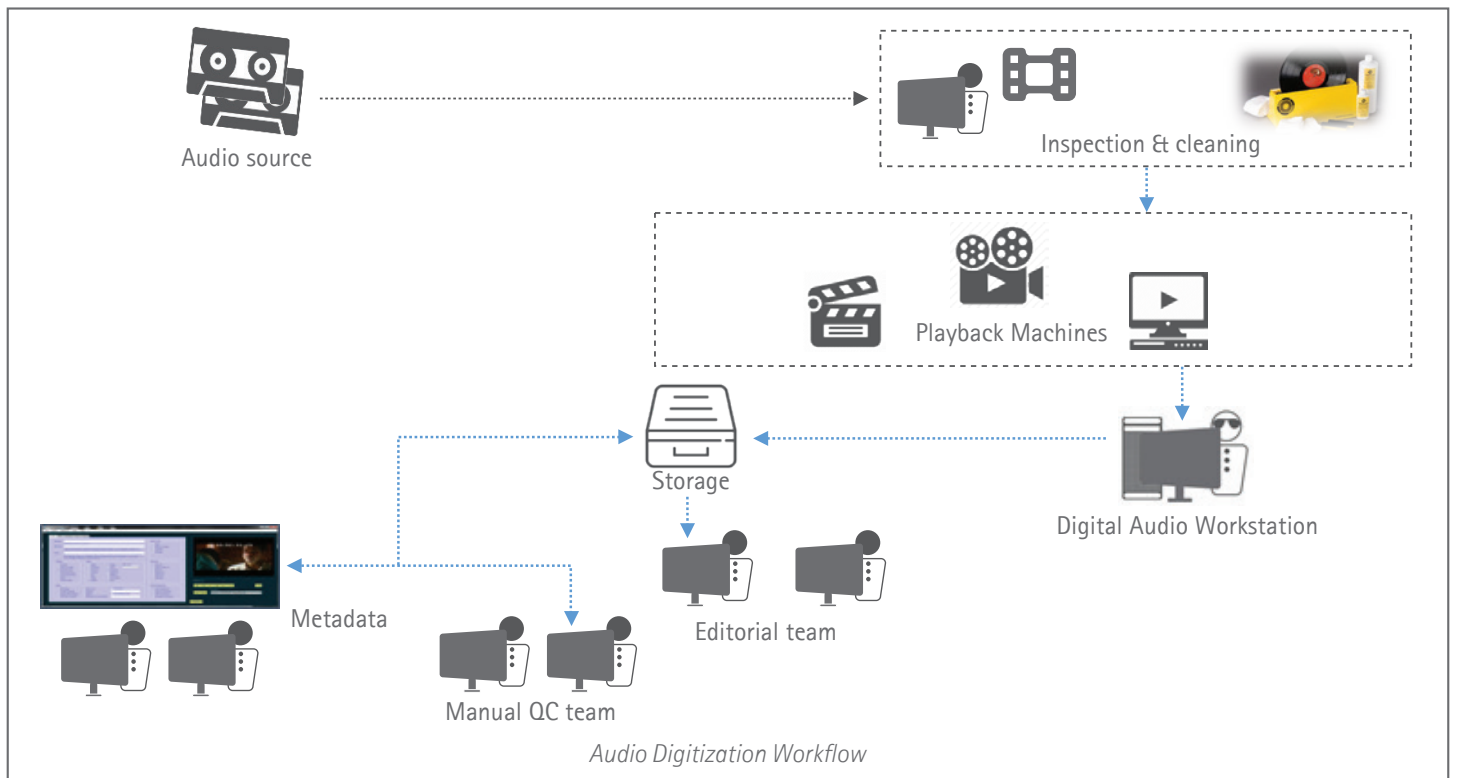 Audio source
Inspection & cleaning
Playback Machines
Storage
Digital Audio Workstation
Metadata
Editorial team
Manual QC team
Audio Digitization Workflow